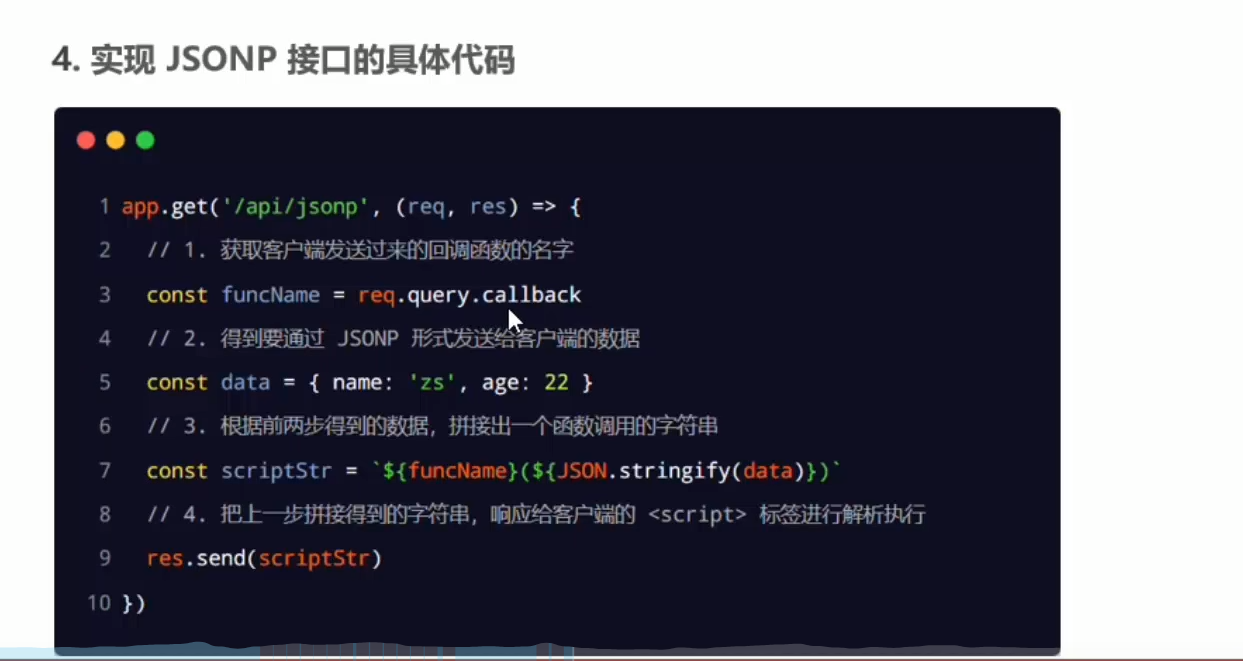 4. 实现 JSONP 接口的具体代码
1 app.get('/api/jsonp', (req, res) => {
2 // 1. 获取客户端发送过来的回调函数的名字
3 const funcName = req.query.callback
4 // 2. 得到要通过 JSONP 形式发送给客户端的数据
5 const data = { name: 'zs', age: 22 }
6 // 3. 根据前两步得到的数据，拼接出一个函数调用的字符串
7 const scriptStr = `${funcName}(${JSON.stringify(data)})`
8 // 4. 把上一步拼接得到的字符串，响应给客户端的 <script> 标签进行解析执行
9 res.send(scriptStr)
10 })